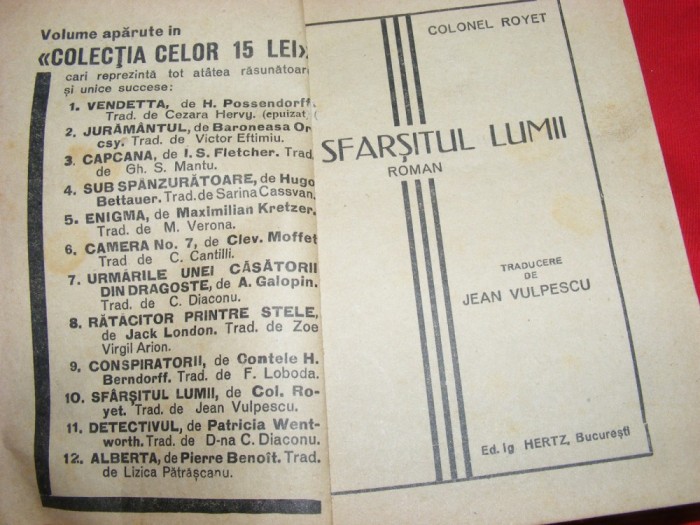 Volume apărute in
«COLECȚIA CELOR 15 LEI»
cari reprezintă tot atâtea răsunătoare
și unice succese:
1. VENDETTA, de H. Possendorff.
Trad. de Cezara Hervy. (epuizat)
2. JURĂMÂNTUL, de Baroneasa Or
csy. Trad. de Victor Eftimiu.
3. CAPCANA, de I. S. Fletcher. Trad.
de Gh. S. Mantu.
4. SUB SPÂNZURĂTOARE, de Hugo
Bettauer. Trad. de Sarina Cassvan.
5. ENIGMA, de Maximilian Kretzer.
Trad. de M. Verona.
6. CAMERA No. 7, de Clev. Moffet
Trad de C. Cantilli.
7. URMĂRILE UNEI CĂSĂTORII
DIN DRAGOSTE, de A. Galopin.
Trad. de C. Diaconu.
8. RĂTĂCITOR PRINTRE STELE,
de Jack London. Trad. de Zoe
Virgil Arion.
9. CONSPIRATORII, de Contele H.
Berndorff. Trad. de F. Loboda.
10. SFÂRȘITUL LUMII, de Col. Ro-
yet. Trad. de Jean Vulpescu.
11. DETECTIVUL, de Patricia Went-
worth. Trad. de D-na C. Diaconu.
12. ALBERTA, de Pierre Benoît. Trad.
de Lizica Pătrășcanu.
COLONEL ROYET
SFARȘITUL LUMII
ROMAN
TRADUCERE
DE
JEAN VULPESCU
Ed. Ig HERTZ, București